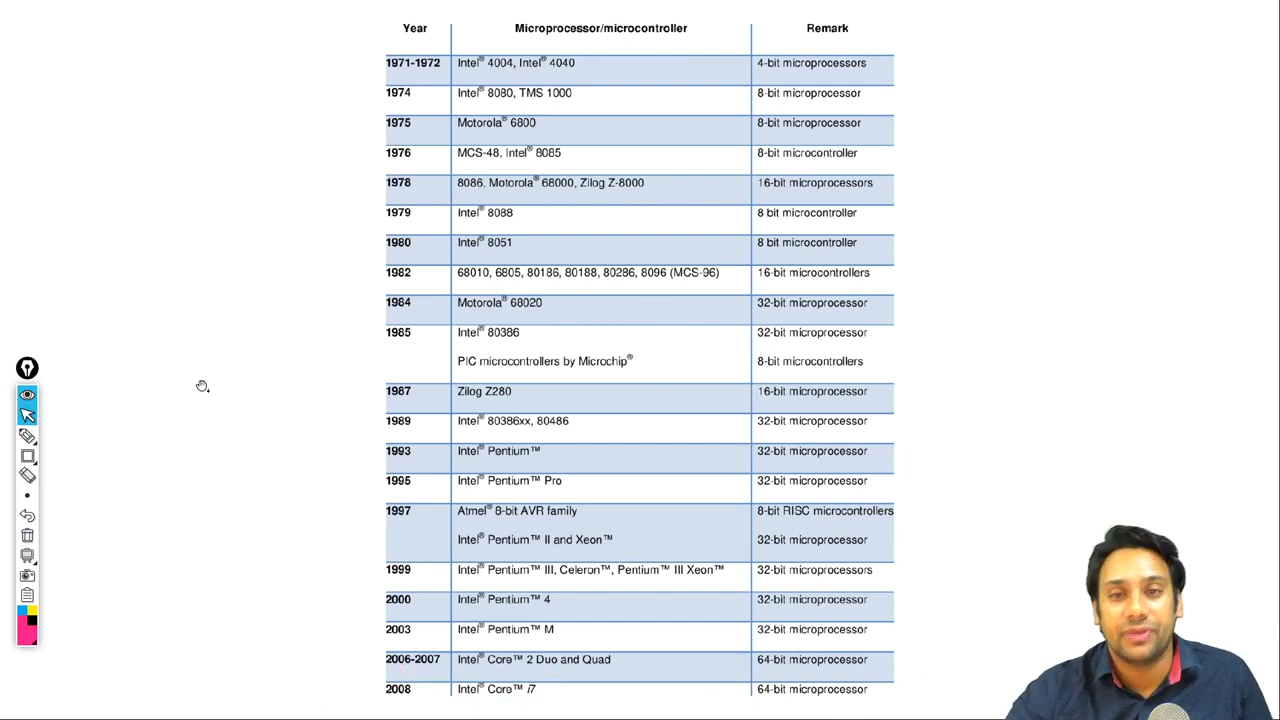 Year Microprocessor/microcontroller Remark
1971-1972 Intel® 4004, Intel® 4040 4-bit microprocessors
1974 Intel® 8080, TMS 1000 8-bit microprocessor
1975 Motorola® 6800 8-bit microprocessor
1976 MCS-48, Intel® 8085 8-bit microcontroller
1978 8086, Motorola® 68000, Zilog Z-8000 16-bit microprocessors
1979 Intel® 8088 8 bit microcontroller
1980 Intel® 8051 8 bit microcontroller
1982 68010, 6805, 80186, 80188, 80286, 8096 (MCS-96) 16-bit microcontrollers
1984 Motorola® 68020 32-bit microprocessor
1985 Intel® 80386 32-bit microprocessor
PIC microcontrollers by Microchip® 8-bit microcontrollers
1987 Zilog Z280 16-bit microprocessor
1989 Intel® 80386xx, 80486 32-bit microprocessor
1993 Intel® Pentium™ 32-bit microprocessor
1995 Intel® Pentium™ Pro 32-bit microprocessor
1997 Atmel® 8-bit AVR family 8-bit RISC microcontrollers
Intel® Pentium™ II and Xeon™ 32-bit microprocessor
1999 Intel® Pentium™ III, Celeron™, Pentium™ III Xeon™ 32-bit microprocessors
2000 Intel® Pentium™ 4 32-bit microprocessor
2003 Intel® Pentium™ M 32-bit microprocessor
2006-2007 Intel® Core™ 2 Duo and Quad 64-bit microprocessor
2008 Intel® Core™ i7 64-bit microprocessor